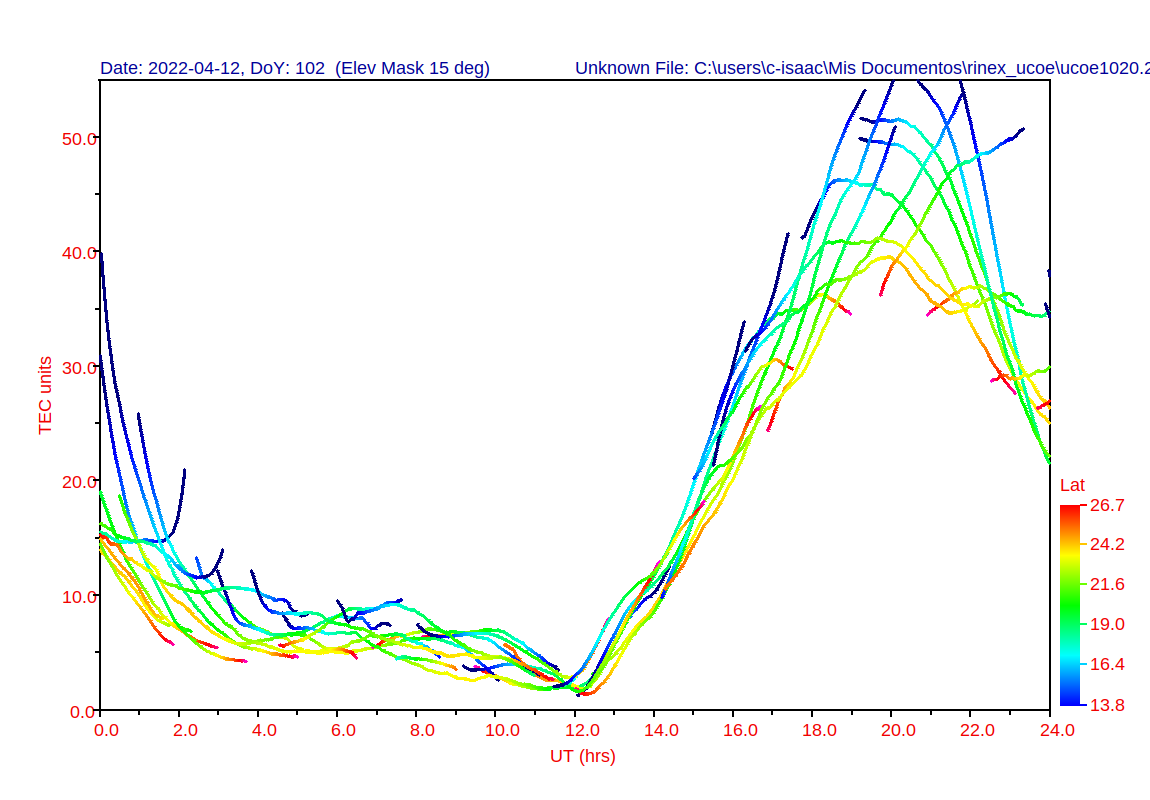 Date: 2022-04-12, DoY: 102  (Elev Mask 15 deg) Unknown File: C:\users\c-isaac\Mis Documentos\rinex_ucoe\ucoe1020.2
50.0
40.0
30.0
20.0
10.0
0.0
TEC units
0.0 2.0 4.0 6.0 8.0 10.0 12.0 14.0 16.0 18.0 20.0 22.0 24.0
UT (hrs)
Lat
26.7
24.2
21.6
19.0
16.4
13.8